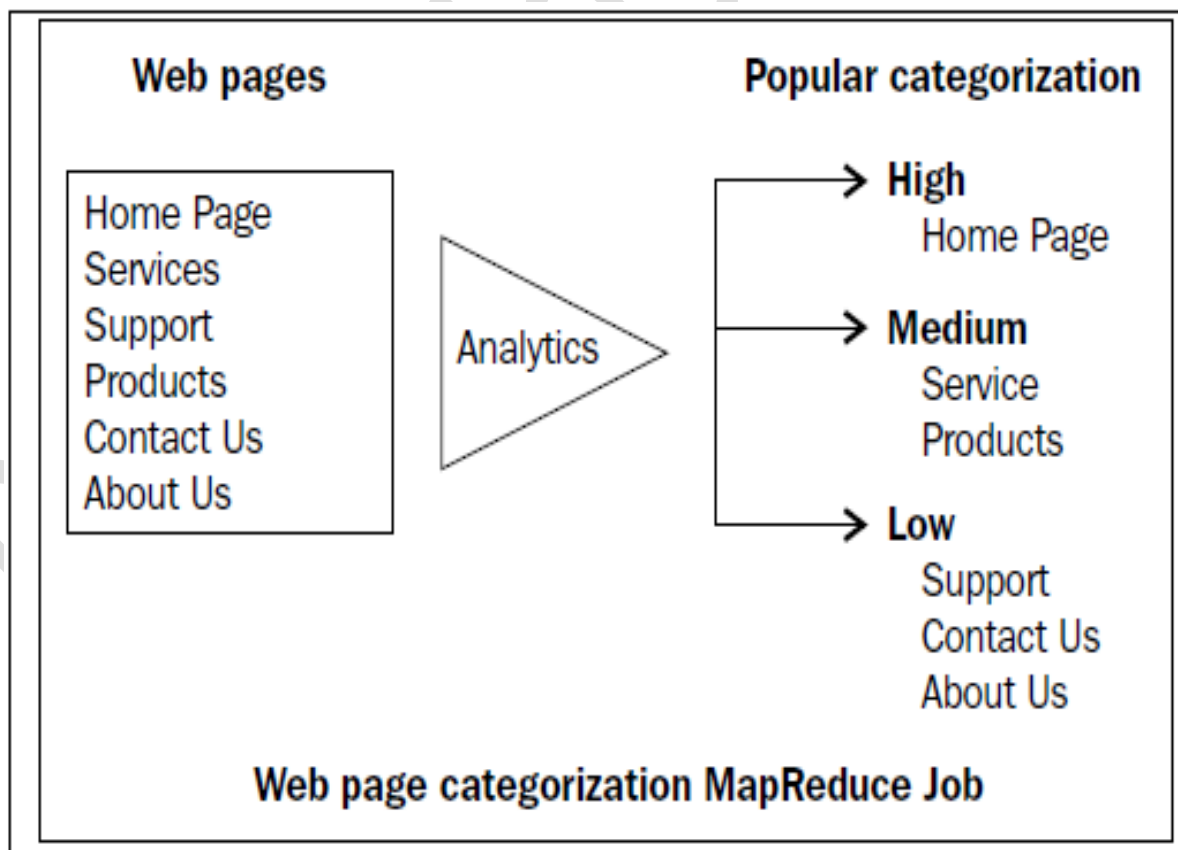 Web pages
Popular categorization
Home Page
Services
Support
Products
Contact Us
About Us
Analytics
High
Home Page
Medium
Service
Products
Low
Support
Contact Us
About Us
Web page categorization MapReduce Job